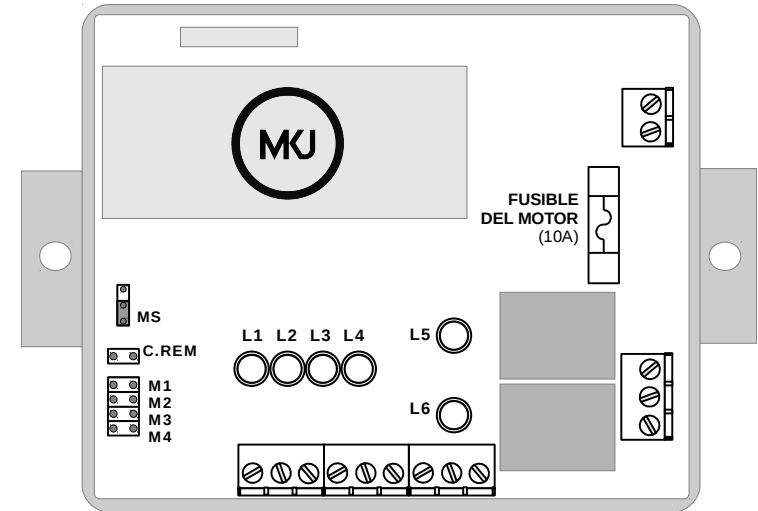 MKJ
FUSIBLE
DEL MOTOR
(10A)
MS
C.REM
M1
M2
M3
M4
L1 L2 L3 L4
L5
L6